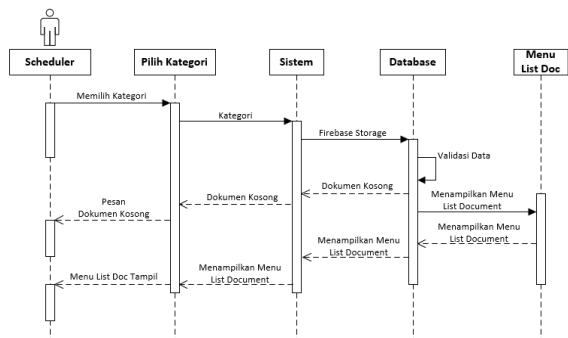 Scheduler
Pilih Kategori
Sistem
Database
Menu
List Doc
Memilih Kategori
Kategori
Firebase Storage
Validasi Data
Dokumen Kosong
Dokumen Kosong
Pesan
Dokumen Kosong
Menampilkan Menu
List Document
Menampilkan Menu
List Document
Menampilkan Menu
List Document
Menampilkan Menu
List Document
Menu List Doc Tampil